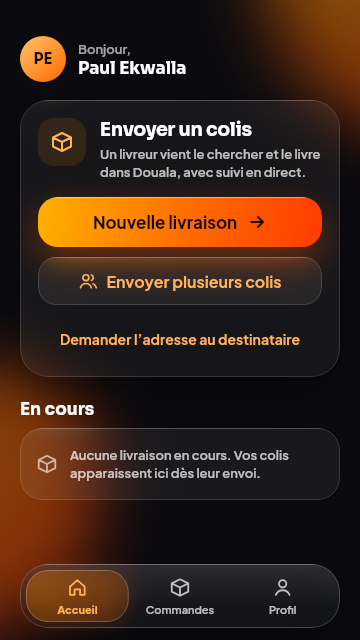 PE
Bonjour,
Paul Ekwalla
Envoyer un colis
Un livreur vient le chercher et le livre
dans Douala, avec suivi en direct.
Nouvelle livraison
Envoyer plusieurs colis
Demander l’adresse au destinataire
En cours
Aucune livraison en cours. Vos colis
apparaissent ici dès leur envoi.
Accueil
Commandes
Profil